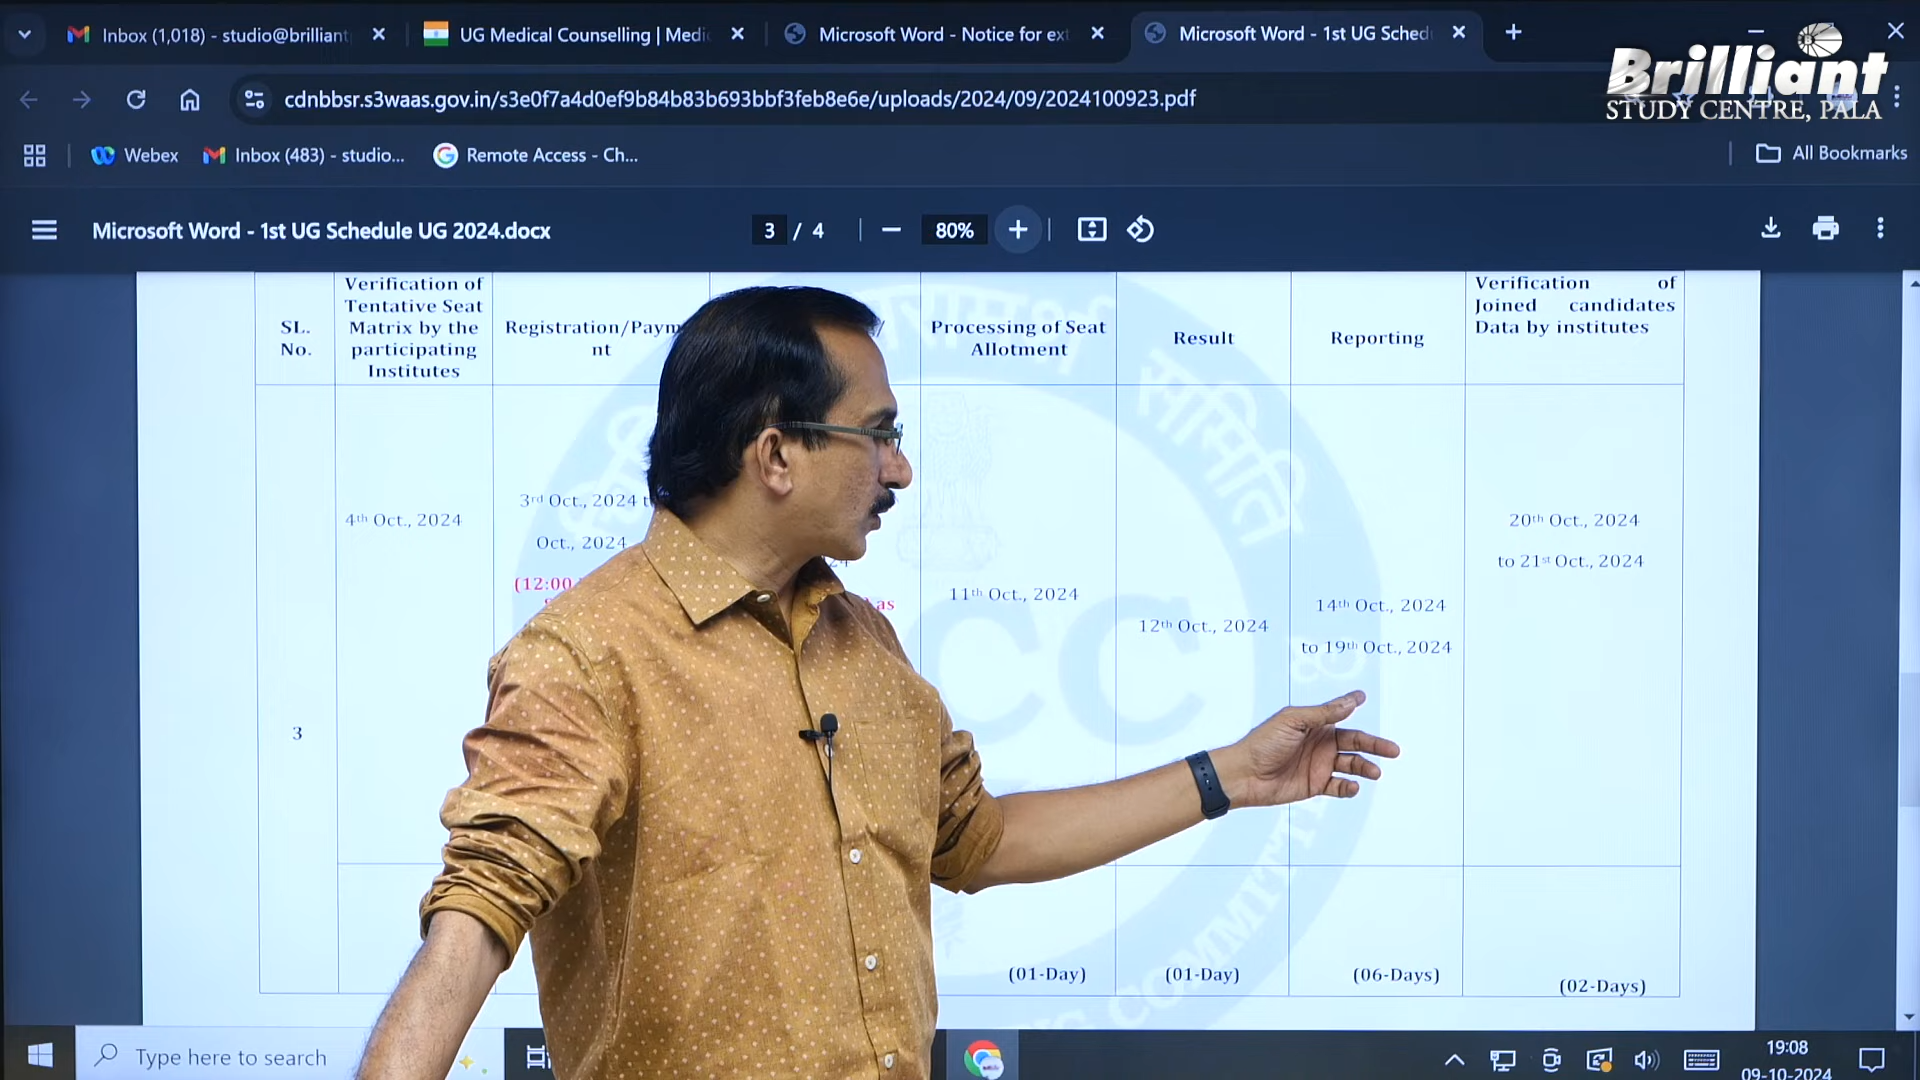 Inbox (1,018) - studio@brilliant
UG Medical Counselling | Medi
Microsoft Word - Notice for ext
Microsoft Word - 1st UG Sched
Brilliant
STUDY CENTRE, PALA
cdnbbsr.s3waas.gov.in/s3e0f7a4d0ef9b84b83b693bbf3feb8e6e/uploads/2024/09/2024100923.pdf
Webex
Inbox (483) - studio...
Remote Access - Ch...
All Bookmarks
Microsoft Word - 1st UG Schedule UG 2024.docx
3 / 4
80%
SL.
No.
Verification of
Tentative Seat
Matrix by the
participating
Institutes
Registration/Paym
nt
/
Processing of Seat
Allotment
Result
Reporting
Verification of
Joined candidates
Data by institutes
समिति
3
4th Oct., 2024
3rd Oct., 2024 t
Oct., 2024
(12:00
as
11th Oct., 2024
12th Oct., 2024
14th Oct., 2024
to 19th Oct., 2024
20th Oct., 2024
to 21st Oct., 2024
CC
COMMITT
(01-Day)
(01-Day)
(06-Days)
(02-Days)
Type here to search
19:08
09-10-2024